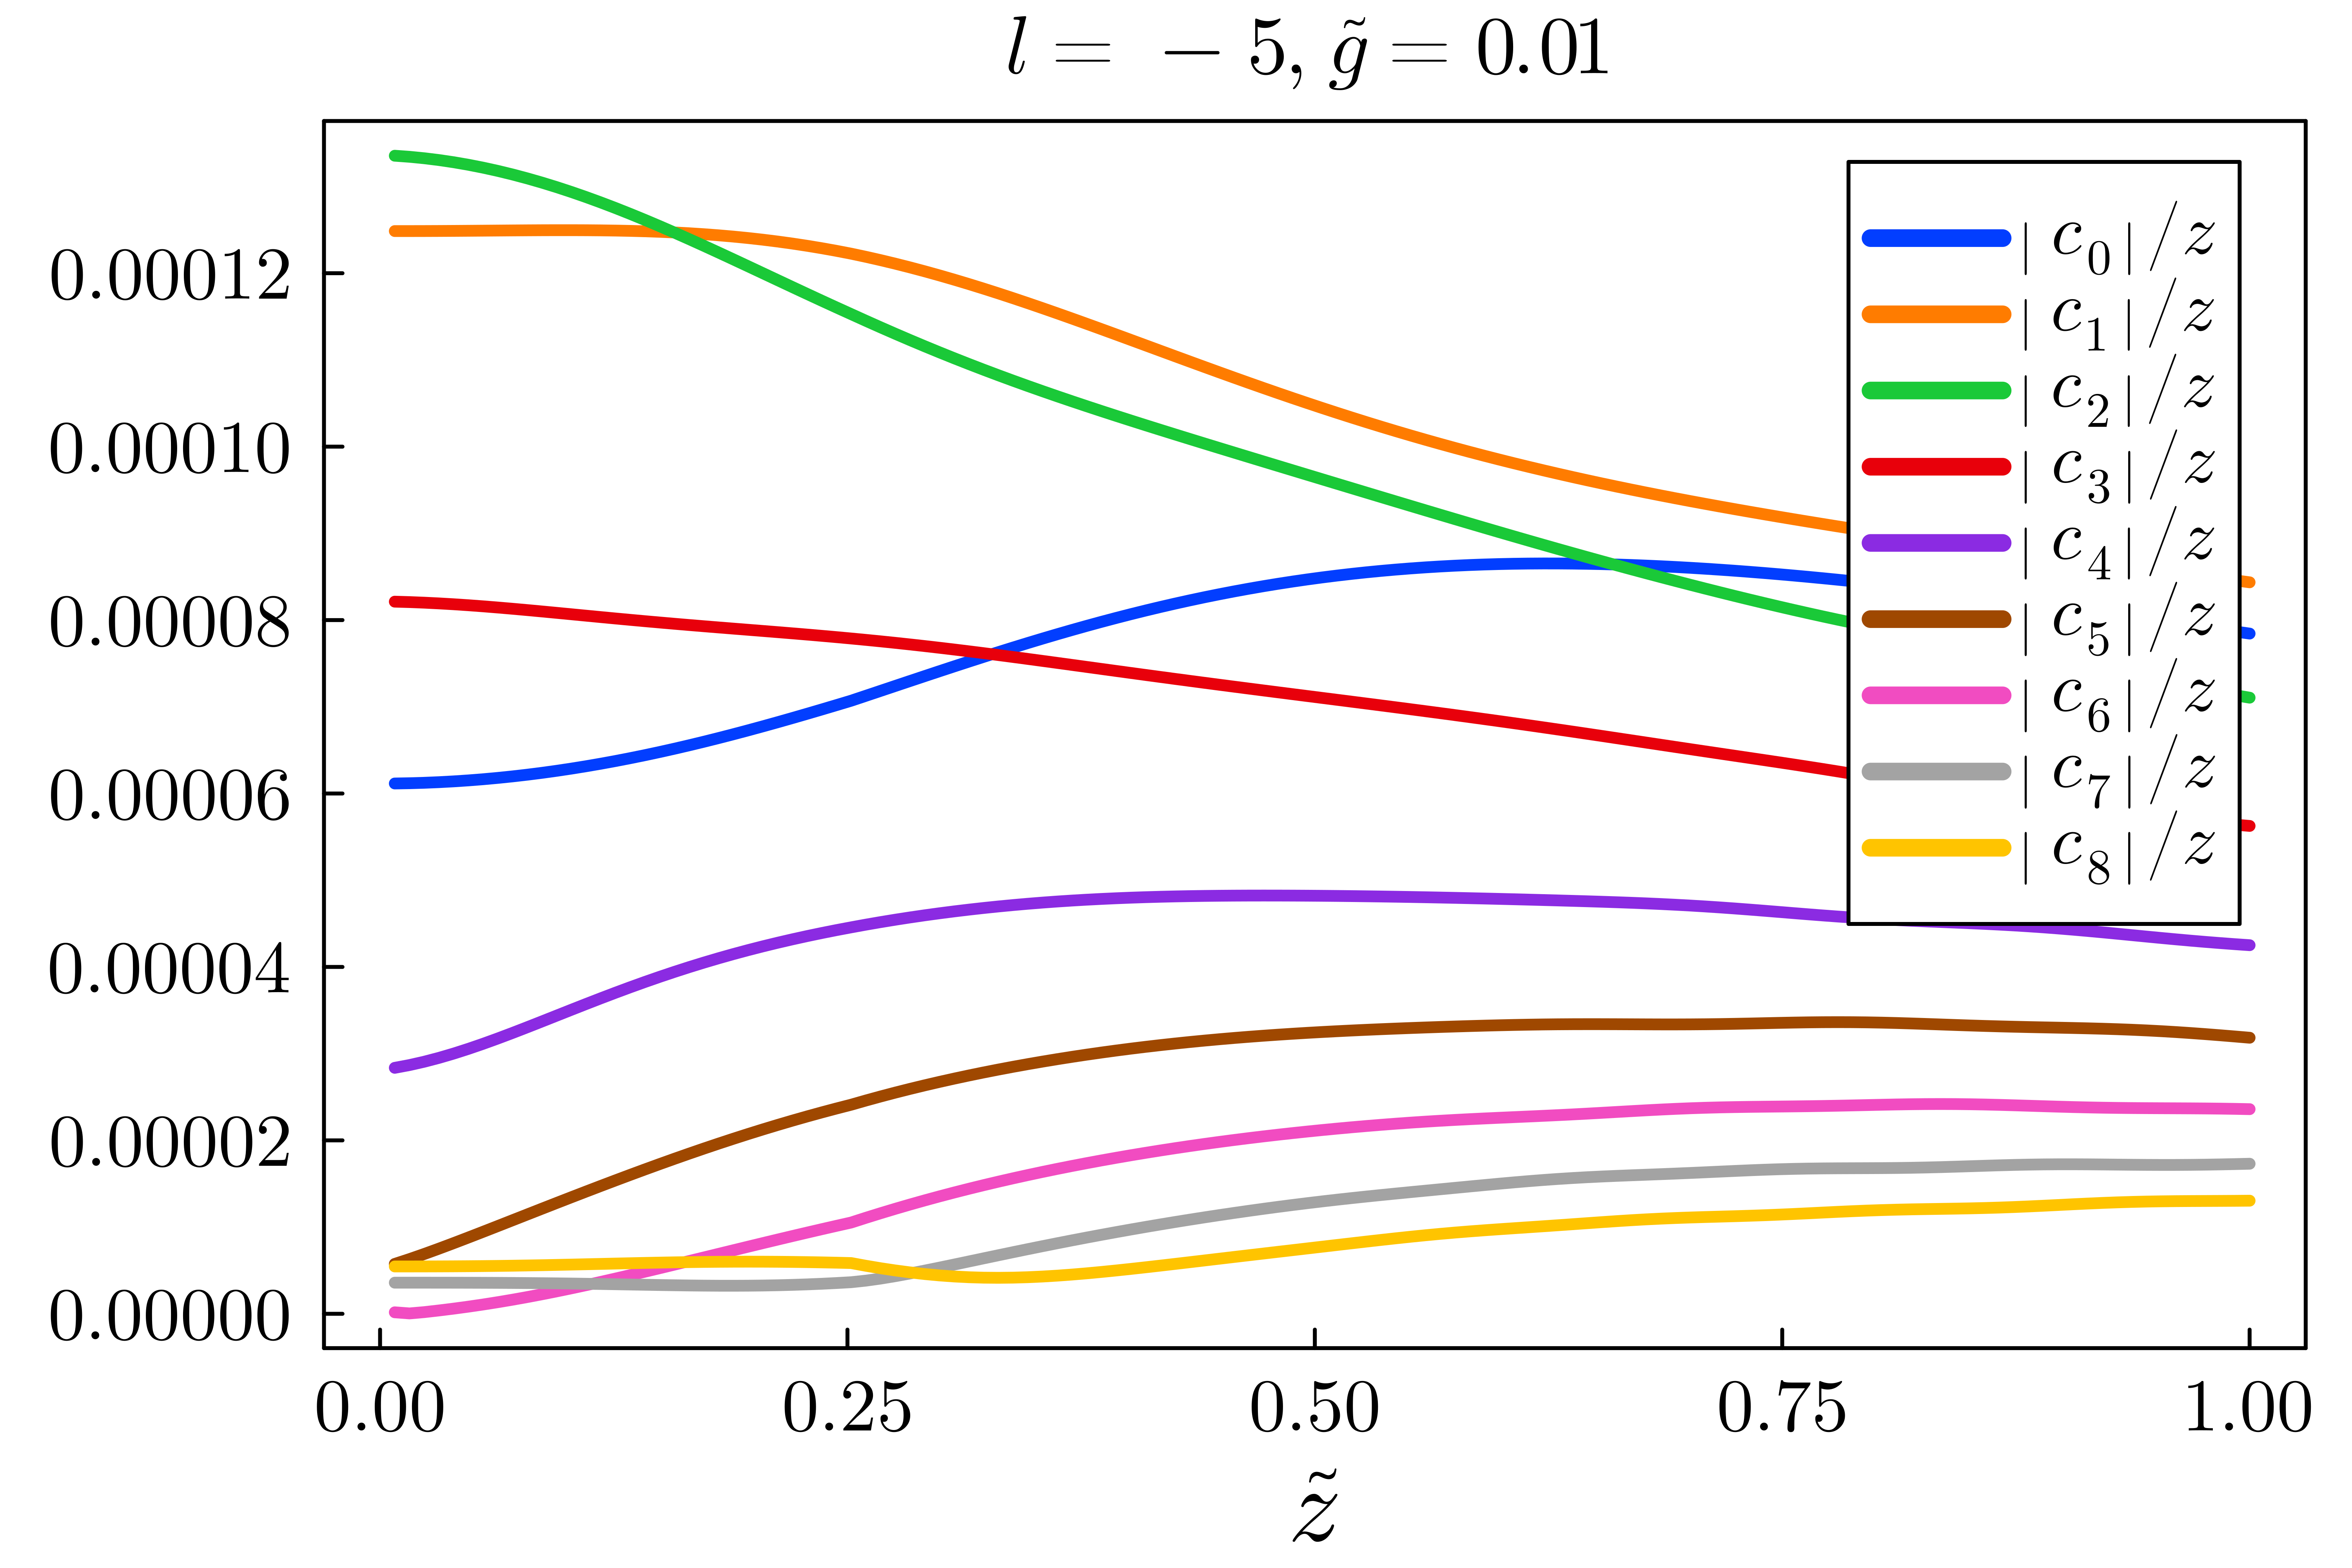 l = − 5, g̃ = 0.01
0.00012
0.00010
0.00008
0.00006
0.00004
0.00002
0.00000
| c₀ | / z
| c₁ | / z
| c₂ | / z
| c₃ | / z
| c₄ | / z
| c₅ | / z
| c₆ | / z
| c₇ | / z
| c₈ | / z
0.00 0.25 0.50 0.75 1.00
z̃